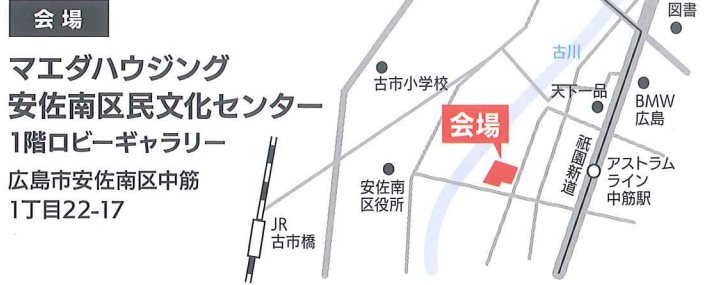 会場
マエダハウジング
安佐南区民文化センター
1階ロビーギャラリー
広島市安佐南区中筋
1丁目22-17
図書
古川
古市小学校
天下一品
BMW
広島
会場
祇園新道
アストラム
ライン
中筋駅
安佐南
区役所
JR
古市橋